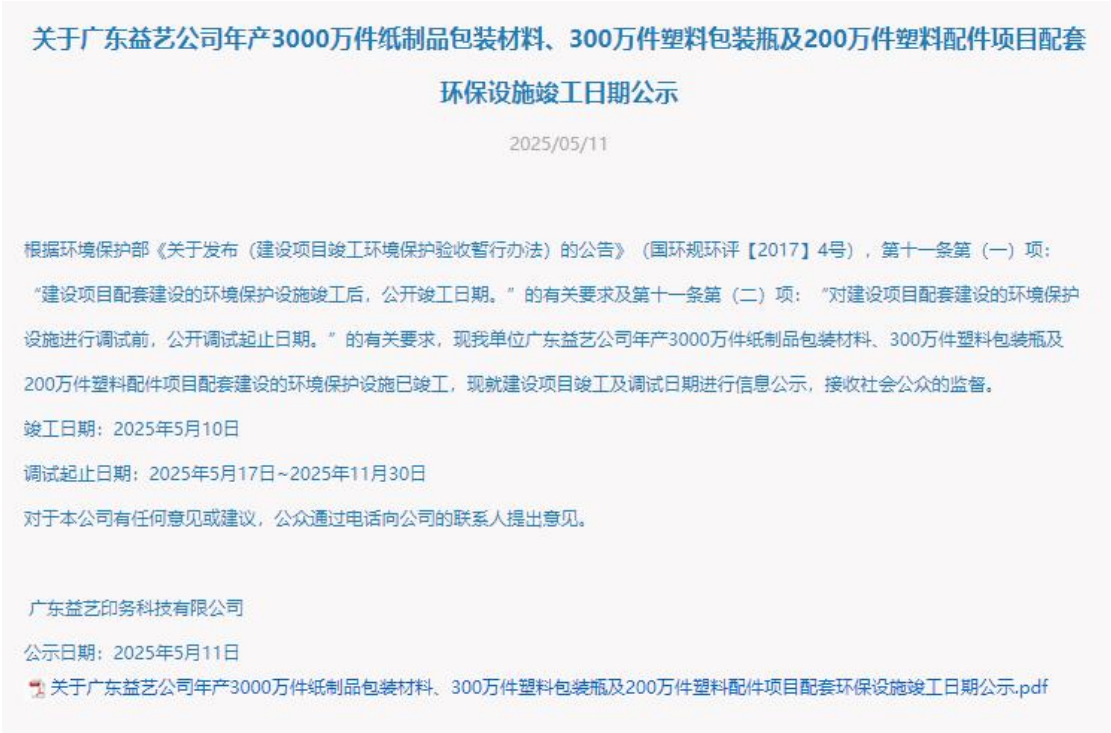 关于广东益艺公司年产3000万件纸制品包装材料、300万件塑料包装瓶及200万件塑料配件项目配套
环保设施竣工日期公示
2025/05/11
根据环境保护部《关于发布（建设项目竣工环境保护验收暂行办法）的公告》（国环规环评【2017】4号），第十一条第（一）项：
“建设项目配套建设的环境保护设施竣工后，公开竣工日期。”的有关要求及第十一条第（二）项：“对建设项目配套建设的环境保护
设施进行调试前，公开调试起止日期。”的有关要求，现我单位广东益艺公司年产3000万件纸制品包装材料、300万件塑料包装瓶及
200万件塑料配件项目配套建设的环境保护设施已竣工，现就建设项目竣工及调试日期进行信息公示，接收社会公众的监督。
竣工日期：2025年5月10日
调试起止日期：2025年5月17日~2025年11月30日
对于本公司有任何意见或建议，公众通过电话向公司的联系人提出意见。
广东益艺印务科技有限公司
公示日期：2025年5月11日
关于广东益艺公司年产3000万件纸制品包装材料、300万件塑料包装瓶及200万件塑料配件项目配套环保设施竣工日期公示.pdf